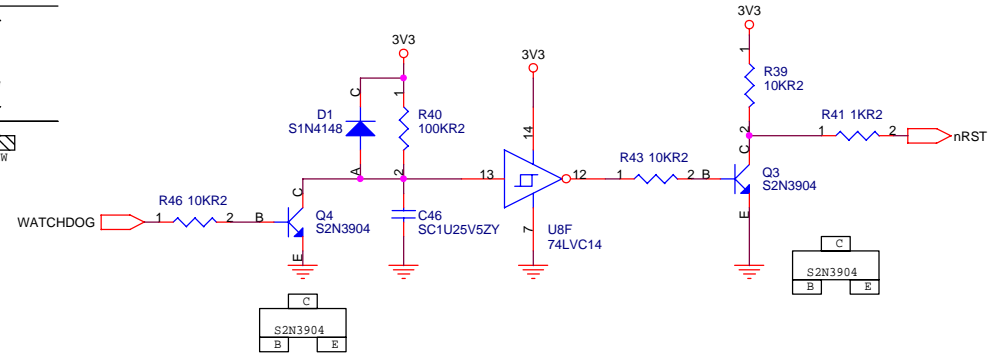 3V3
3V3
3V3
1
R39
10KR2
2
C
D1
S1N4148
A
1
R40
100KR2
2
14
R41 1KR2
1
2
nRST
W
13
12
R43 10KR2
1
2
B
C
Q3
S2N3904
E
R46 10KR2
WATCHDOG
1
2
B
C
Q4
S2N3904
E
C46
SC1U25V5ZY
7
U8F
74LVC14
C
S2N3904
B
E
C
S2N3904
B
E